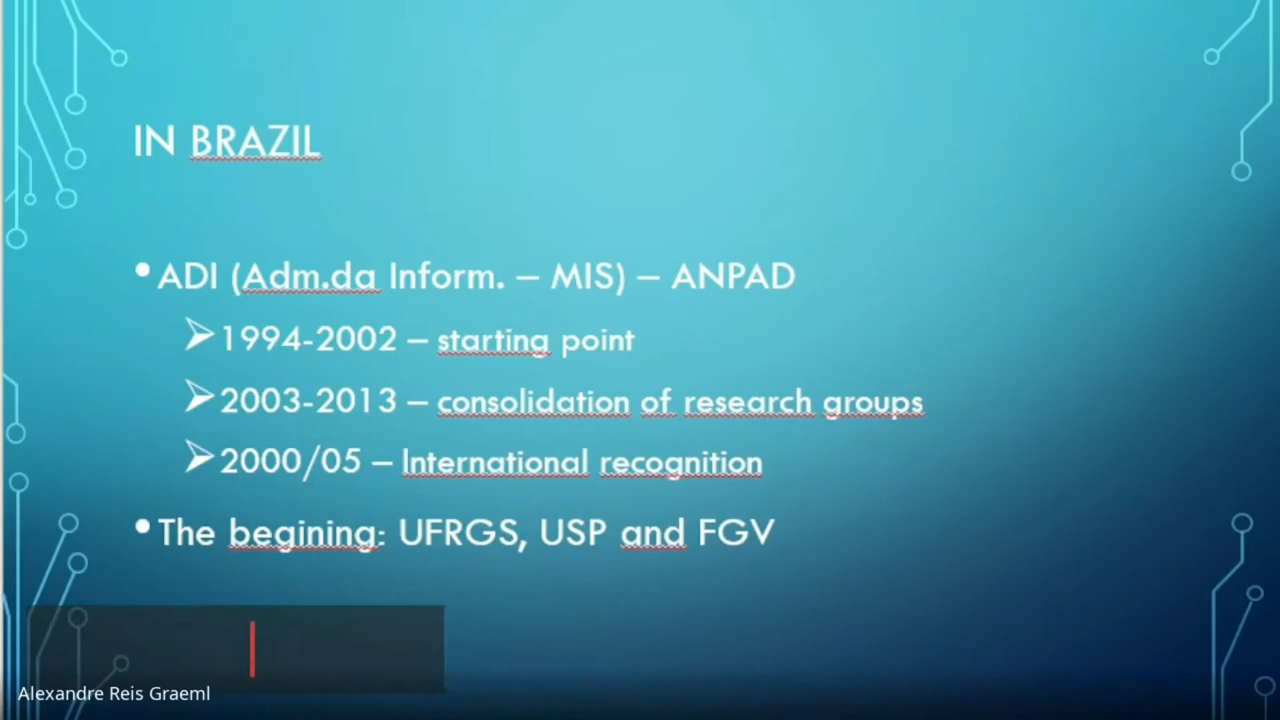 IN BRAZIL
• ADI (Adm.da Inform. – MIS) – ANPAD
➢ 1994-2002 – starting point
➢ 2003-2013 – consolidation of research groups
➢ 2000/05 – International recognition
• The begining: UFRGS, USP and FGV
Alexandre Reis Graeml